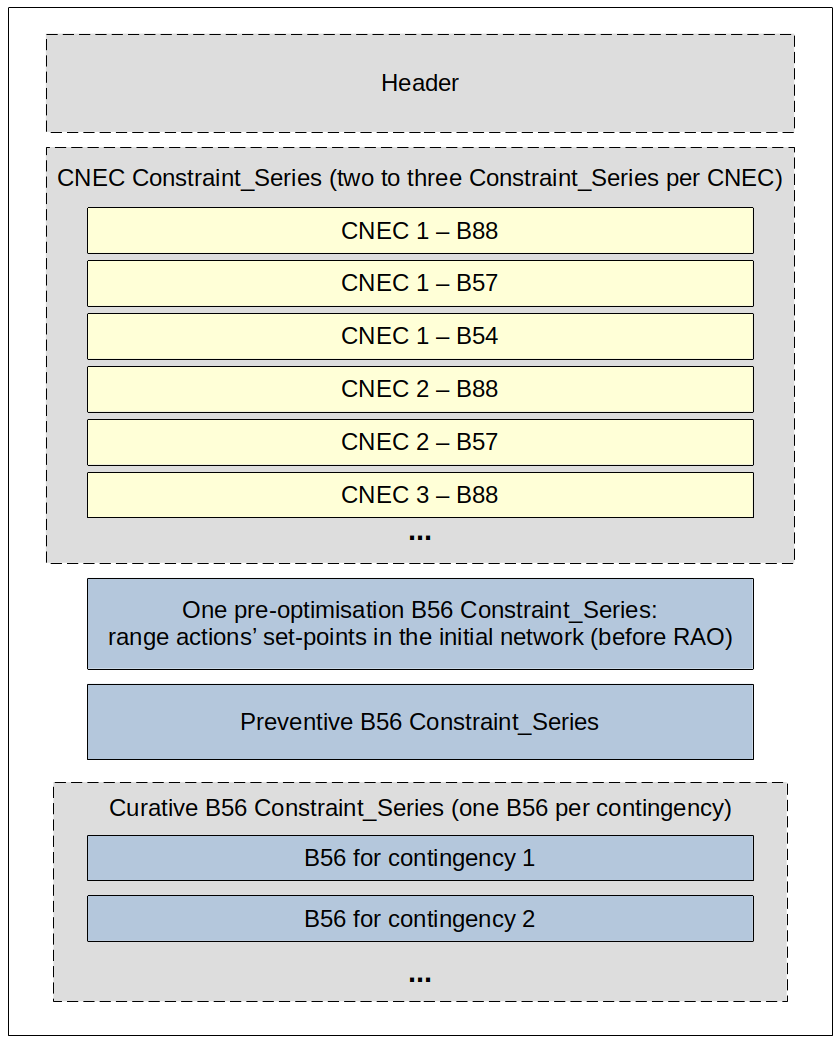 Header
CNEC Constraint_Series (two to three Constraint_Series per CNEC)
CNEC 1 – B88
CNEC 1 – B57
CNEC 1 – B54
CNEC 2 – B88
CNEC 2 – B57
CNEC 3 – B88
...
One pre-optimisation B56 Constraint_Series:
range actions’ set-points in the initial network (before RAO)
Preventive B56 Constraint_Series
Curative B56 Constraint_Series (one B56 per contingency)
B56 for contingency 1
B56 for contingency 2
...